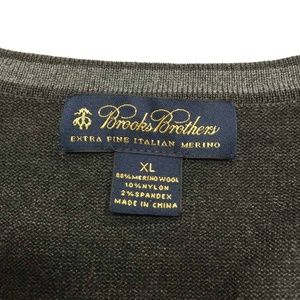 Brooks Brothers
EXTRA FINE ITALIAN MERINO
XL
88% MERINO WOOL
10% NYLON
2% SPANDEX
MADE IN CHINA